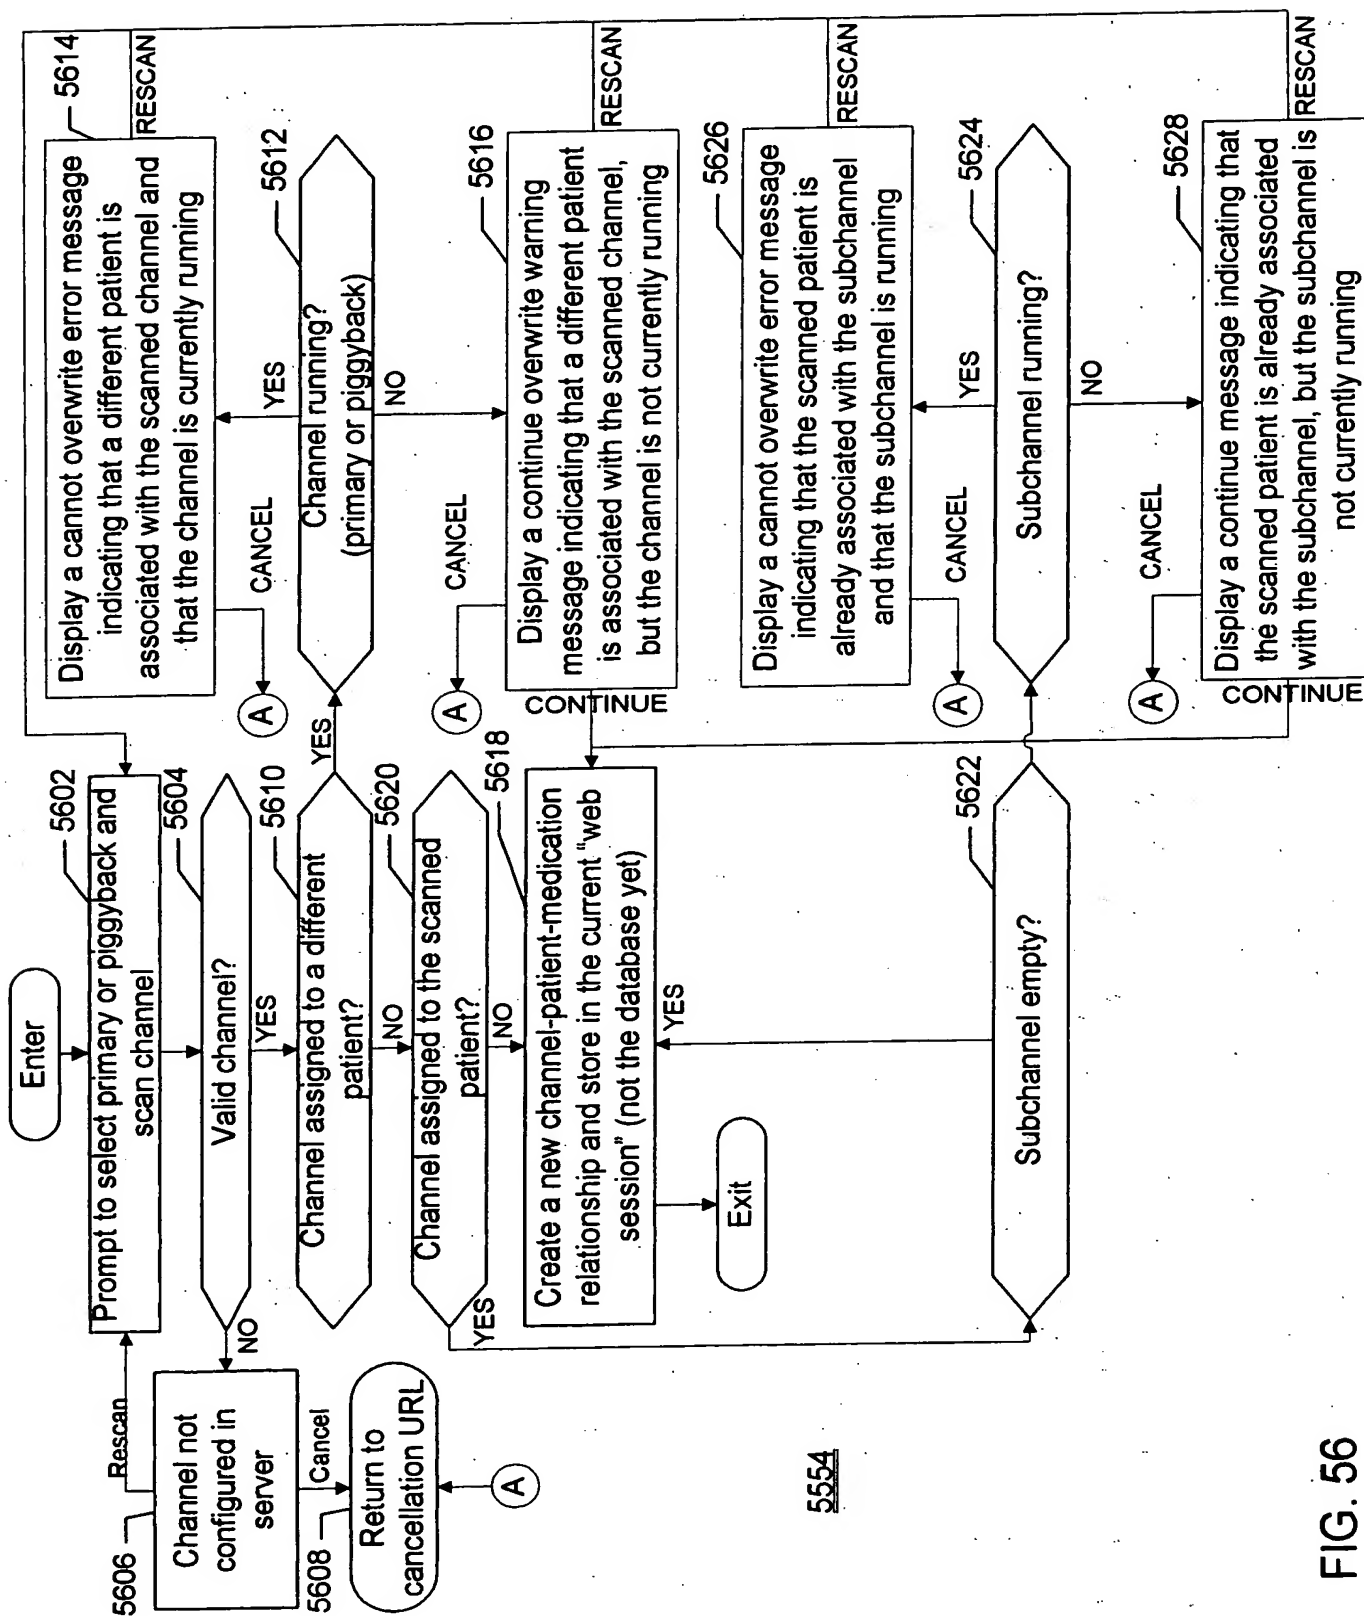 Enter
5602
Prompt to select primary or piggyback and
scan channel
5604
Valid channel?
NO
YES
5606
Channel not
configured in
server
Rescan
Cancel
5608
Return to
cancellation URL
A
5610
Channel assigned to a different
patient?
YES
NO
5612
Channel running?
(primary or piggyback)
YES
NO
5614
Display a cannot overwrite error message
indicating that a different patient is
associated with the scanned channel and
that the channel is currently running
RESCAN
CANCEL
A
5616
Display a continue overwrite warning
message indicating that a different patient
is associated with the scanned channel,
but the channel is not currently running
RESCAN
CANCEL
A
CONTINUE
5620
Channel assigned to the scanned
patient?
YES
NO
5618
Create a new channel-patient-medication
relationship and store in the current "web
session" (not the database yet)
Exit
YES
5622
Subchannel empty?
5624
Subchannel running?
YES
NO
5626
Display a cannot overwrite error message
indicating that the scanned patient is
already associated with the subchannel
and that the subchannel is running
RESCAN
CANCEL
A
5628
Display a continue message indicating that
the scanned patient is already associated
with the subchannel, but the subchannel is
not currently running
RESCAN
CANCEL
A
CONTINUE
5554
FIG. 56